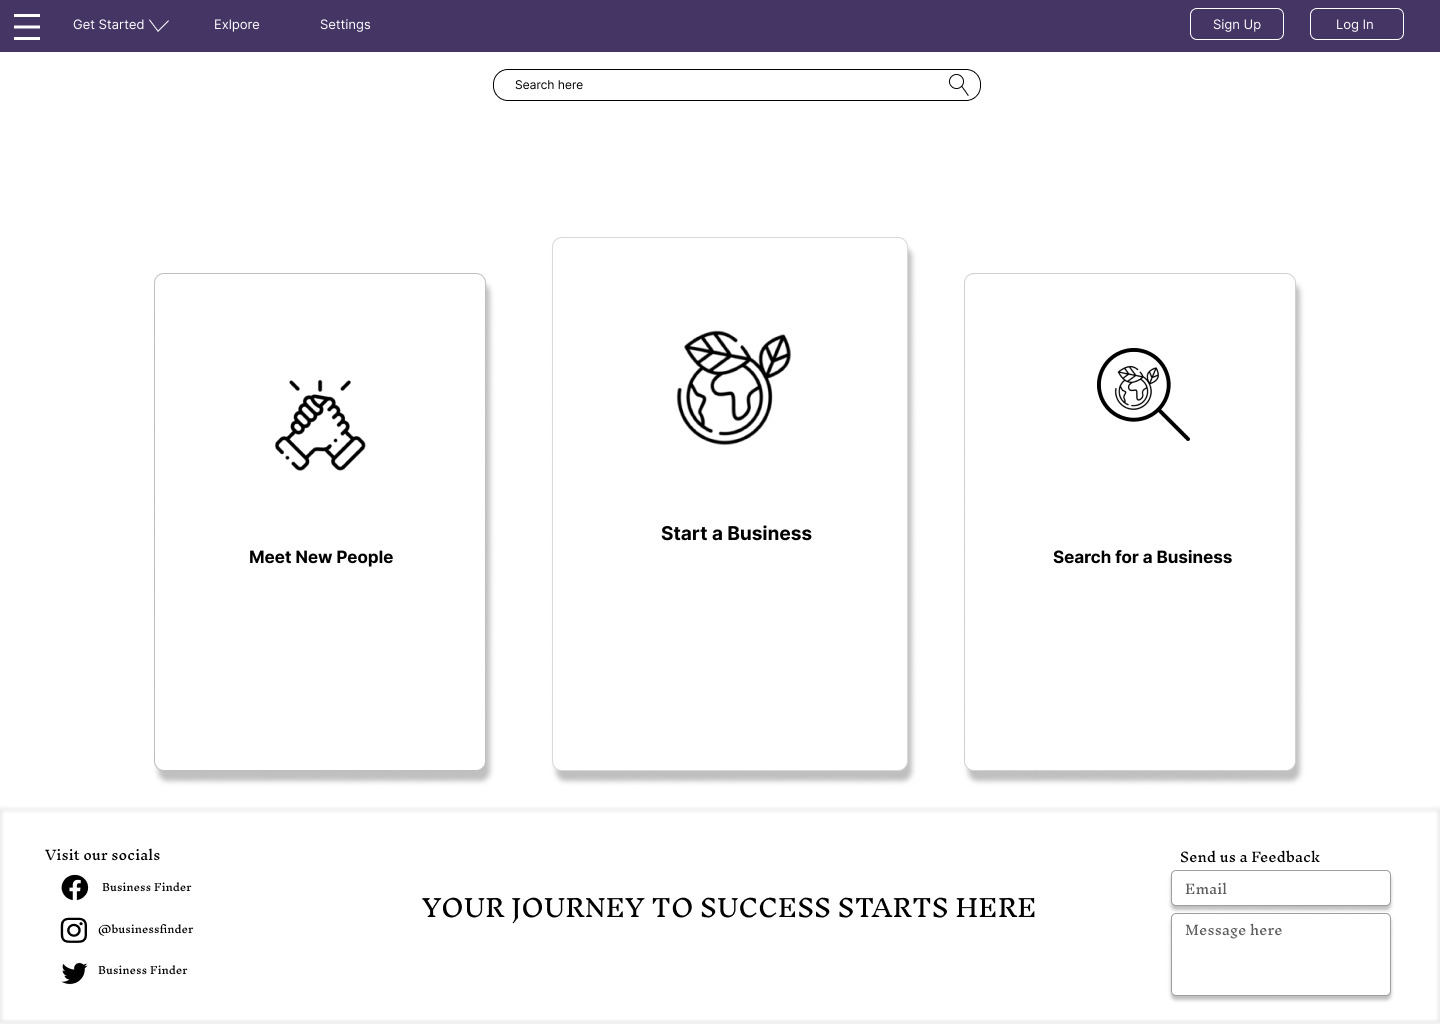 Get Started
Exlpore
Settings
Sign Up
Log In
Search here
Meet New People
Start a Business
Search for a Business
Visit our socials
Business Finder
@businessfinder
Business Finder
YOUR JOURNEY TO SUCCESS STARTS HERE
Send us a Feedback
Email
Message here